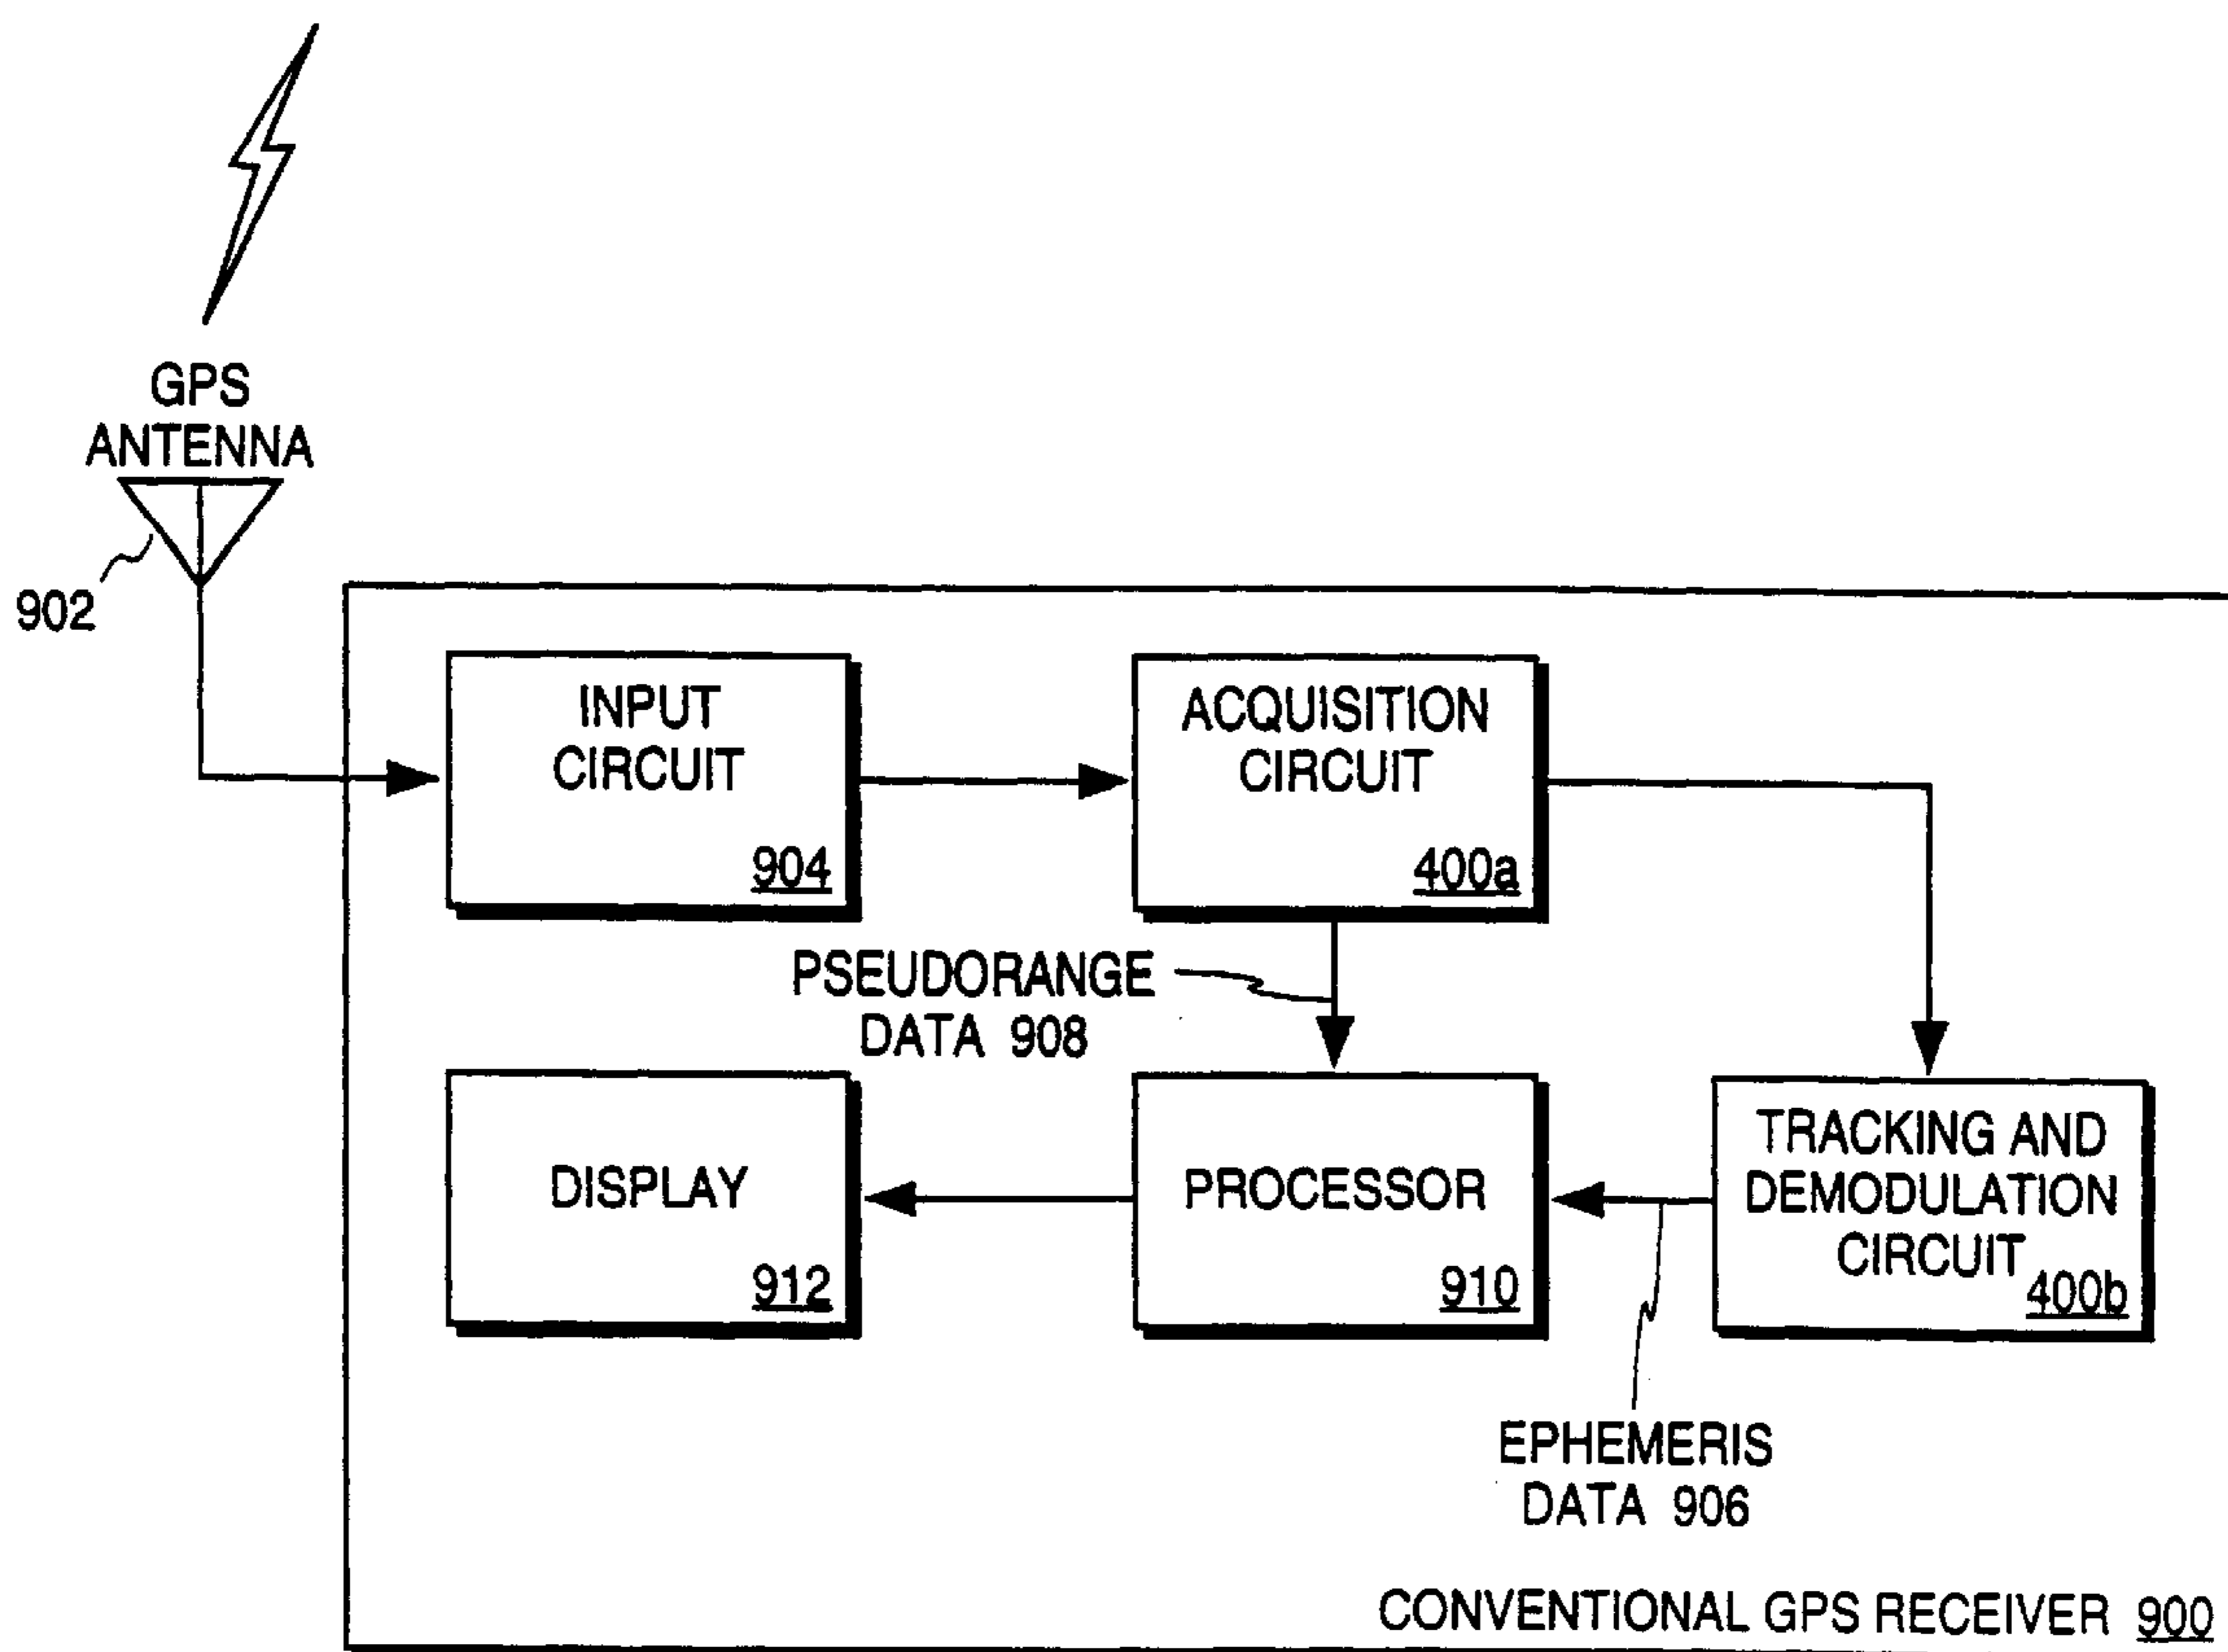 GPS
ANTENNA
902
INPUT
CIRCUIT
904
ACQUISITION
CIRCUIT
400a
PSEUDORANGE
DATA 908
DISPLAY
912
PROCESSOR
910
TRACKING AND
DEMODULATION
CIRCUIT
400b
EPHEMERIS
DATA 906
CONVENTIONAL GPS RECEIVER 900